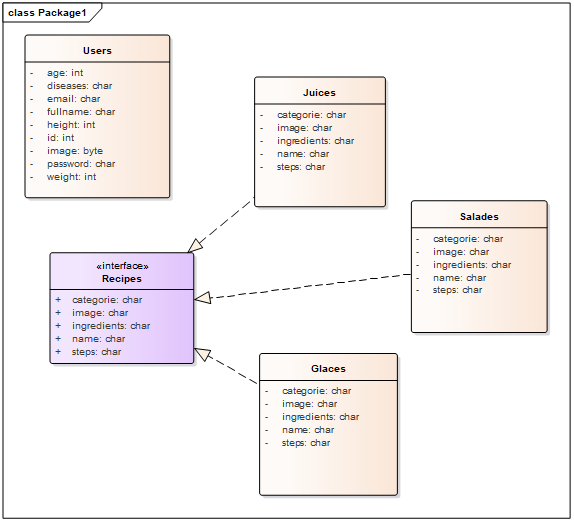 class Package1
Users
- age: int
- diseases: char
- email: char
- fullname: char
- height: int
- id: int
- image: byte
- password: char
- weight: int
Juices
- categorie: char
- image: char
- ingredients: char
- name: char
- steps: char
Salades
- categorie: char
- image: char
- ingredients: char
- name: char
- steps: char
«interface»
Recipes
+ categorie: char
+ image: char
+ ingredients: char
+ name: char
+ steps: char
Glaces
- categorie: char
- image: char
- ingredients: char
- name: char
- steps: char